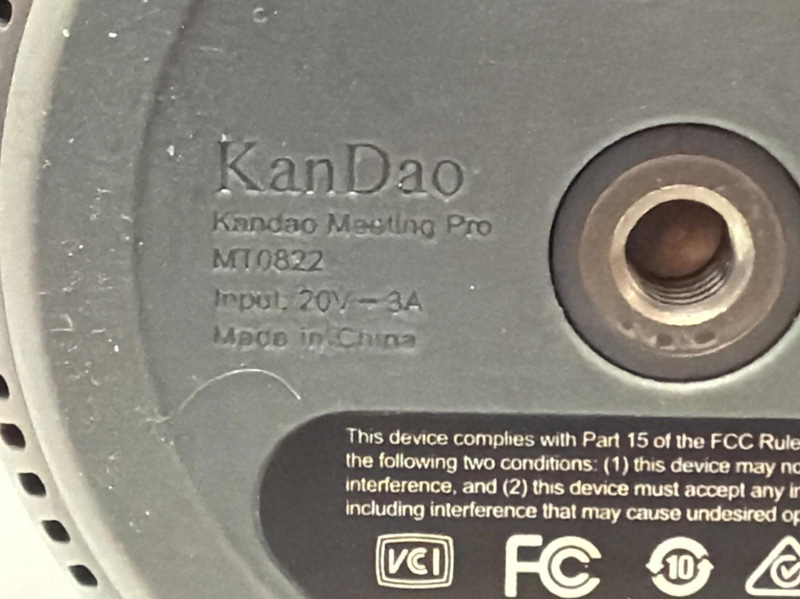 KanDao
Kandao Meeting Pro
MT0822
Input: 20V⎓3A
Made in China
This device complies with Part 15 of the FCC Rule
the following two conditions: (1) this device may no
interference, and (2) this device must accept any in
including interference that may cause undesired op
VCI FC 10